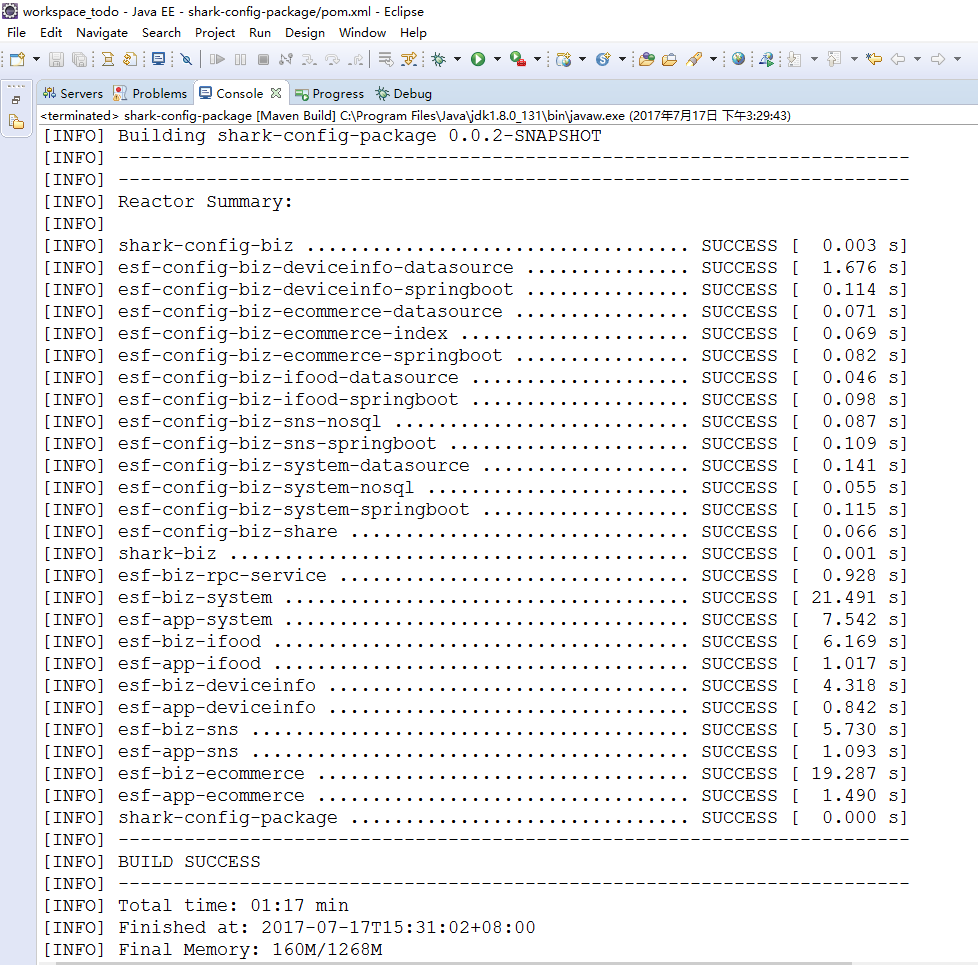 workspace_todo - Java EE - shark-config-package/pom.xml - Eclipse
File Edit Navigate Search Project Run Design Window Help
Servers Problems Console Progress Debug
<terminated> shark-config-package [Maven Build] C:\Program Files\Java\jdk1.8.0_131\bin\javaw.exe (2017年7月17日 下午3:29:43)
[INFO] Building shark-config-package 0.0.2-SNAPSHOT
[INFO] ------------------------------------------------------------------------
[INFO] ------------------------------------------------------------------------
[INFO] Reactor Summary:
[INFO]
[INFO] shark-config-biz ................................... SUCCESS [  0.003 s]
[INFO] esf-config-biz-deviceinfo-datasource ............... SUCCESS [  1.676 s]
[INFO] esf-config-biz-deviceinfo-springboot ............... SUCCESS [  0.114 s]
[INFO] esf-config-biz-ecommerce-datasource ................ SUCCESS [  0.071 s]
[INFO] esf-config-biz-ecommerce-index ..................... SUCCESS [  0.069 s]
[INFO] esf-config-biz-ecommerce-springboot ................ SUCCESS [  0.082 s]
[INFO] esf-config-biz-ifood-datasource .................... SUCCESS [  0.046 s]
[INFO] esf-config-biz-ifood-springboot .................... SUCCESS [  0.098 s]
[INFO] esf-config-biz-sns-nosql ........................... SUCCESS [  0.087 s]
[INFO] esf-config-biz-sns-springboot ...................... SUCCESS [  0.109 s]
[INFO] esf-config-biz-system-datasource ................... SUCCESS [  0.141 s]
[INFO] esf-config-biz-system-nosql ........................ SUCCESS [  0.055 s]
[INFO] esf-config-biz-system-springboot ................... SUCCESS [  0.115 s]
[INFO] esf-config-biz-share ............................... SUCCESS [  0.066 s]
[INFO] shark-biz .......................................... SUCCESS [  0.001 s]
[INFO] esf-biz-rpc-service ................................ SUCCESS [  0.928 s]
[INFO] esf-biz-system ..................................... SUCCESS [ 21.491 s]
[INFO] esf-app-system ..................................... SUCCESS [  7.542 s]
[INFO] esf-biz-ifood ...................................... SUCCESS [  6.169 s]
[INFO] esf-app-ifood ...................................... SUCCESS [  1.017 s]
[INFO] esf-biz-deviceinfo ................................. SUCCESS [  4.318 s]
[INFO] esf-app-deviceinfo ................................. SUCCESS [  0.842 s]
[INFO] esf-biz-sns ........................................ SUCCESS [  5.730 s]
[INFO] esf-app-sns ........................................ SUCCESS [  1.093 s]
[INFO] esf-biz-ecommerce .................................. SUCCESS [ 19.287 s]
[INFO] esf-app-ecommerce .................................. SUCCESS [  1.490 s]
[INFO] shark-config-package ............................... SUCCESS [  0.000 s]
[INFO] ------------------------------------------------------------------------
[INFO] BUILD SUCCESS
[INFO] ------------------------------------------------------------------------
[INFO] Total time: 01:17 min
[INFO] Finished at: 2017-07-17T15:31:02+08:00
[INFO] Final Memory: 160M/1268M